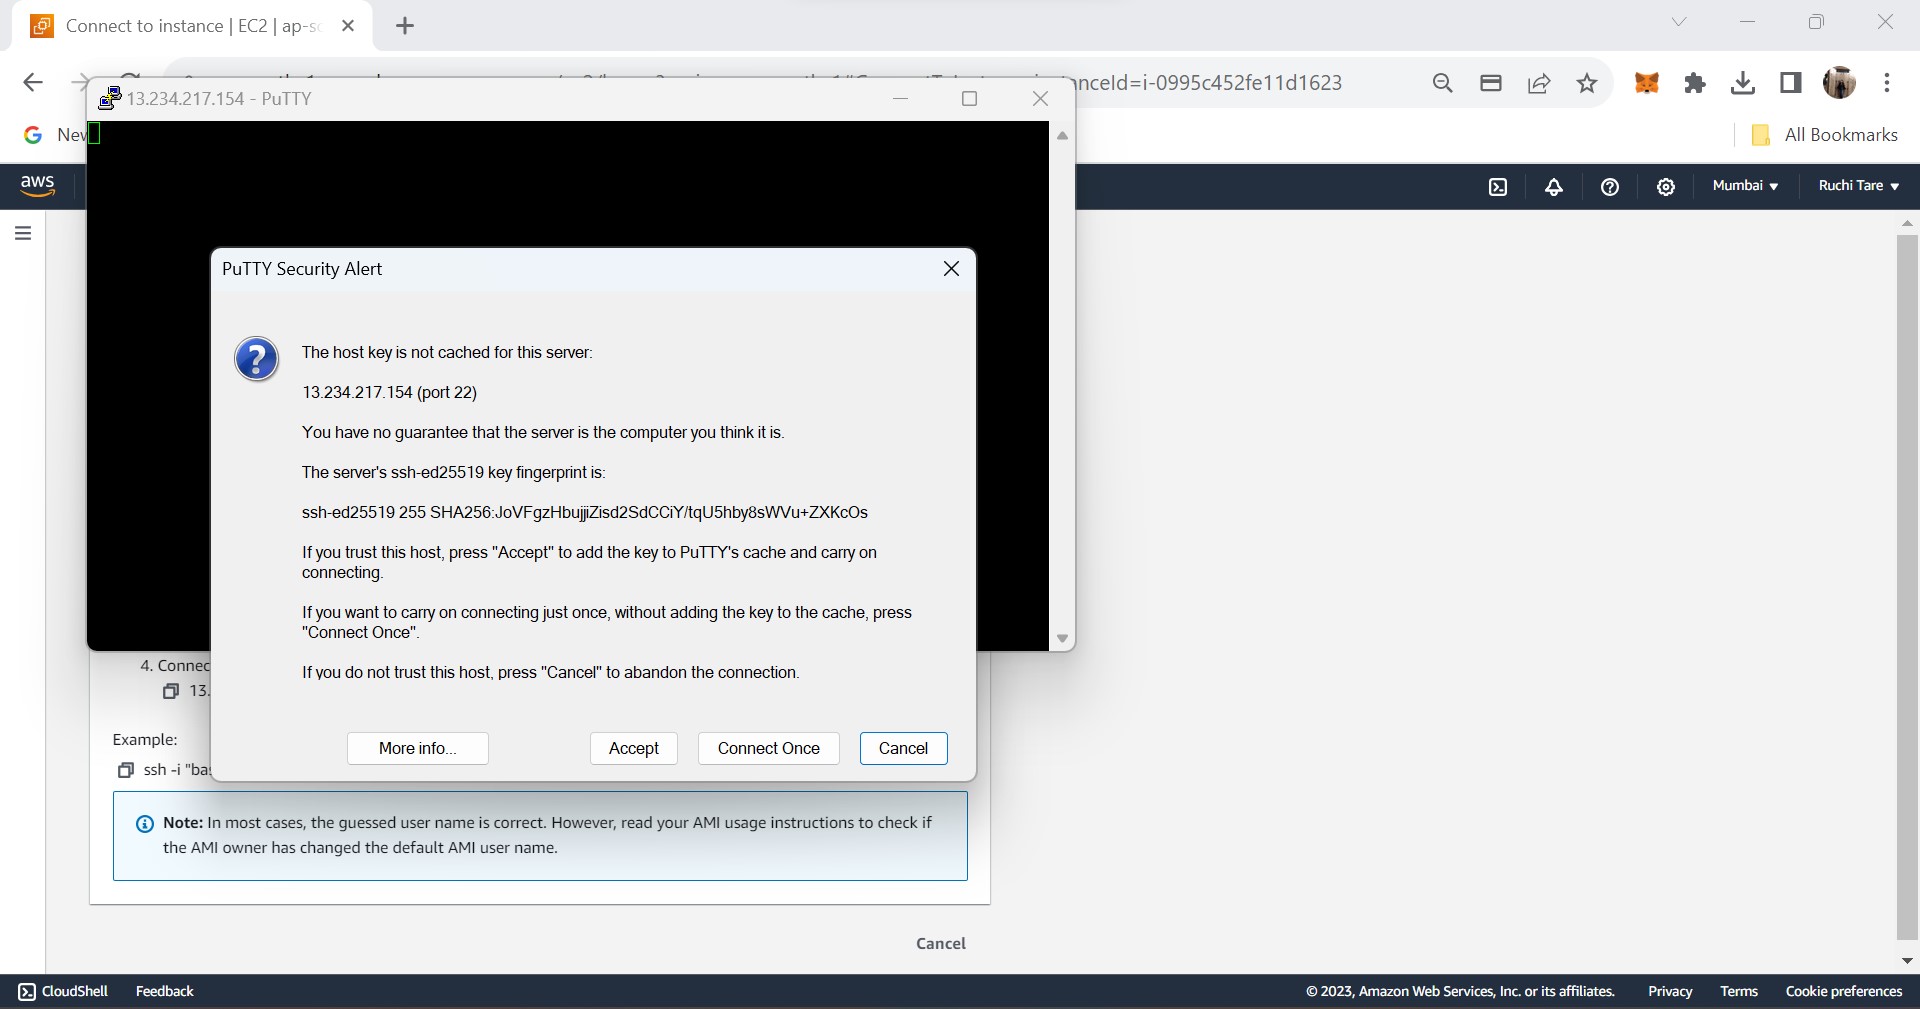 Connect to instance | EC2 | ap-s
nceId=i-0995c452fe11d1623
13.234.217.154 - PuTTY
All Bookmarks
aws
Mumbai
Ruchi Tare
PuTTY Security Alert
The host key is not cached for this server:
13.234.217.154 (port 22)
You have no guarantee that the server is the computer you think it is.
The server's ssh-ed25519 key fingerprint is:
ssh-ed25519 255 SHA256:JoVFgzHbujjiZisd2SdCCiY/tqU5hby8sWVu+ZXKcOs
If you trust this host, press "Accept" to add the key to PuTTY's cache and carry on
connecting.
If you want to carry on connecting just once, without adding the key to the cache, press
"Connect Once".
If you do not trust this host, press "Cancel" to abandon the connection.
More info...
Accept
Connect Once
Cancel
4. Connec
13.
Example:
ssh -i "ba
Note: In most cases, the guessed user name is correct. However, read your AMI usage instructions to check if
the AMI owner has changed the default AMI user name.
Cancel
CloudShell
Feedback
© 2023, Amazon Web Services, Inc. or its affiliates.
Privacy
Terms
Cookie preferences